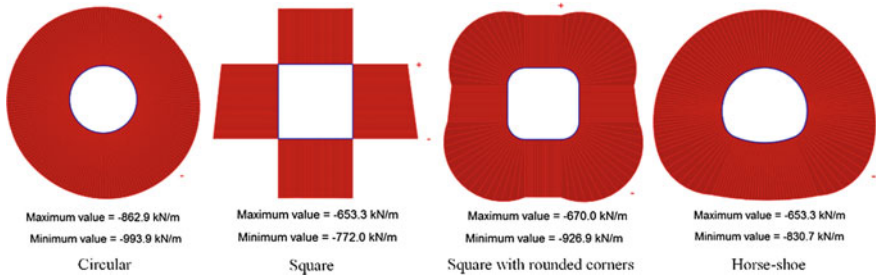 +
-
Maximum value = -862.9 kN/m
Minimum value = -993.9 kN/m
Circular
+
-
Maximum value = -653.3 kN/m
Minimum value = -772.0 kN/m
Square
+
-
Maximum value = -670.0 kN/m
Minimum value = -926.9 kN/m
Square with rounded corners
+
-
Maximum value = -653.3 kN/m
Minimum value = -830.7 kN/m
Horse-shoe